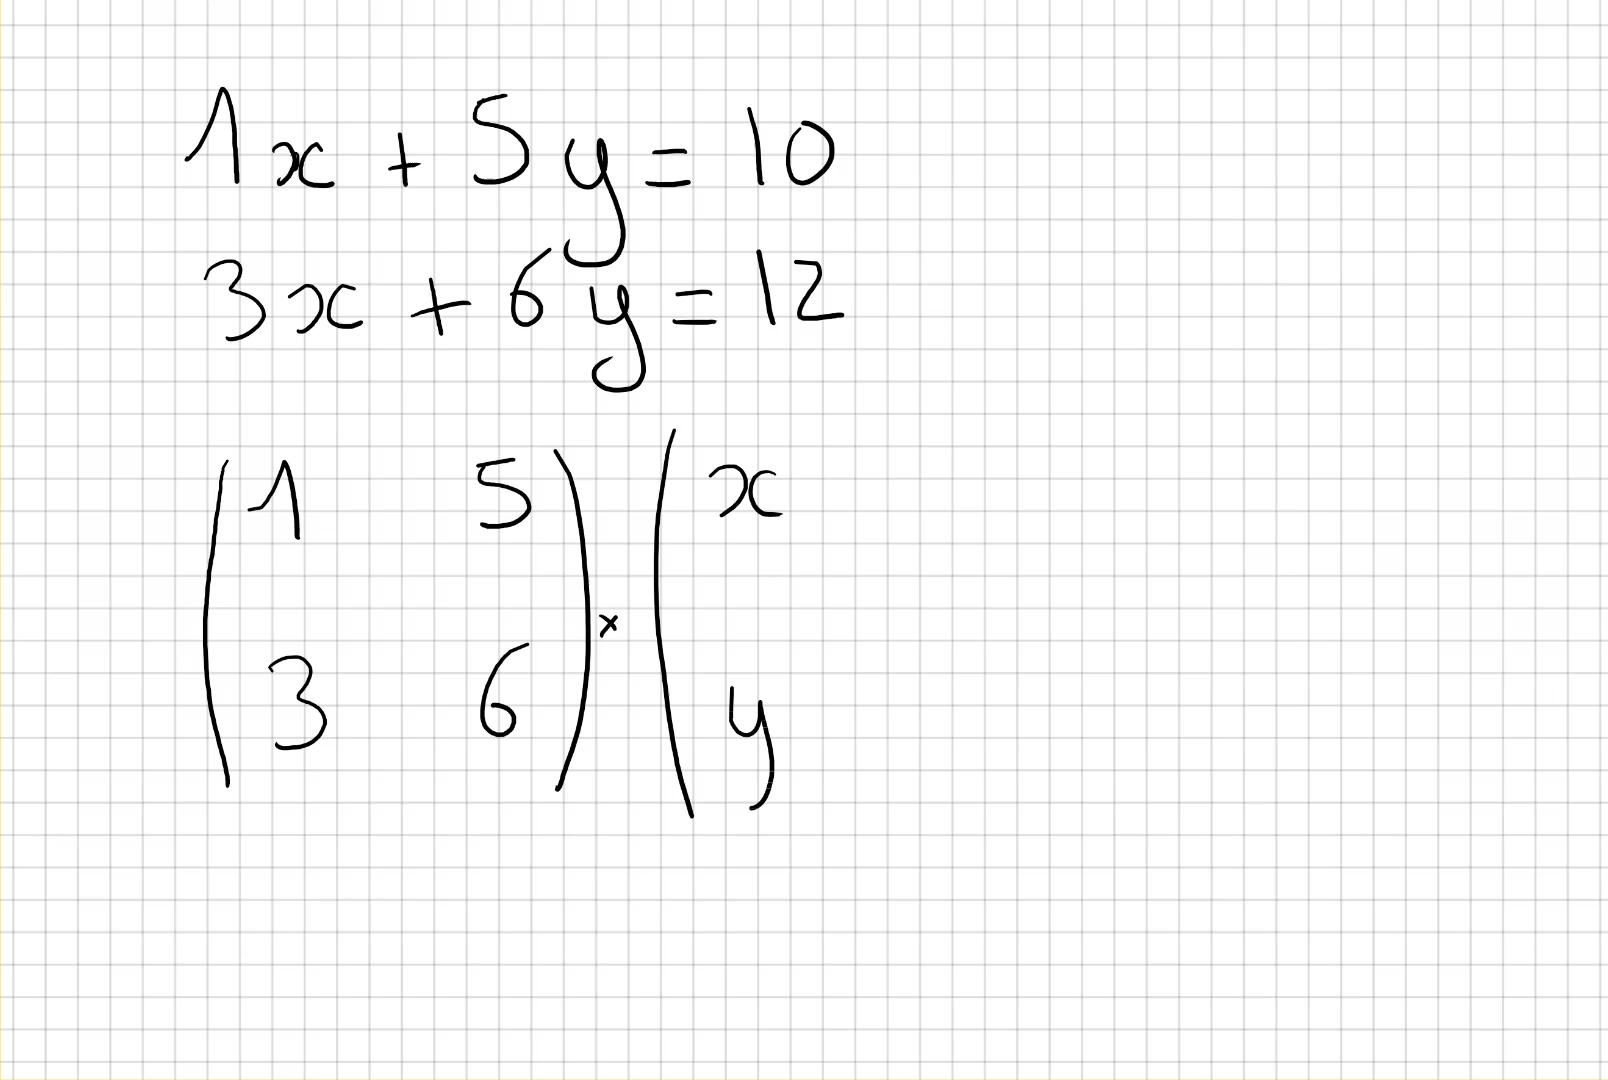 1x + 5y = 10
3x + 6y = 12
( 1 5 ) × ( x
3 6 y